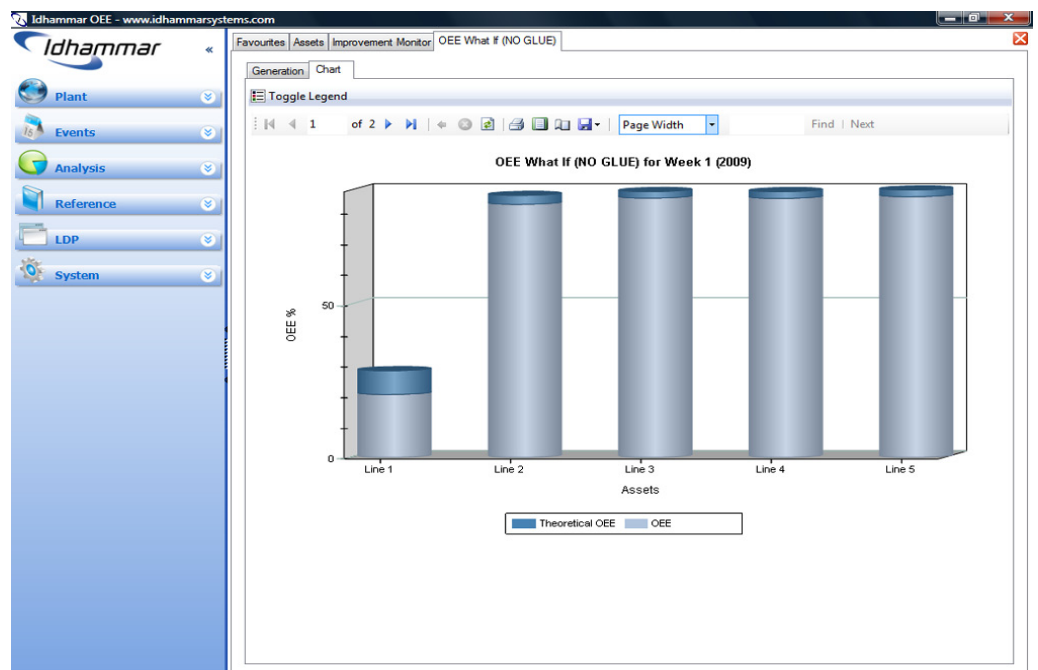 Idhammar OEE - www.idhammarsystems.com
Idhammar «
Favourites Assets Improvement Monitor OEE What If (NO GLUE)
Generation Chart
Toggle Legend
1 of 2 Page Width Find | Next
Plant
Events
Analysis
Reference
LDP
System
OEE What If (NO GLUE) for Week 1 (2009)
OEE %
50
0
Line 1 Line 2 Line 3 Line 4 Line 5
Assets
Theoretical OEE OEE